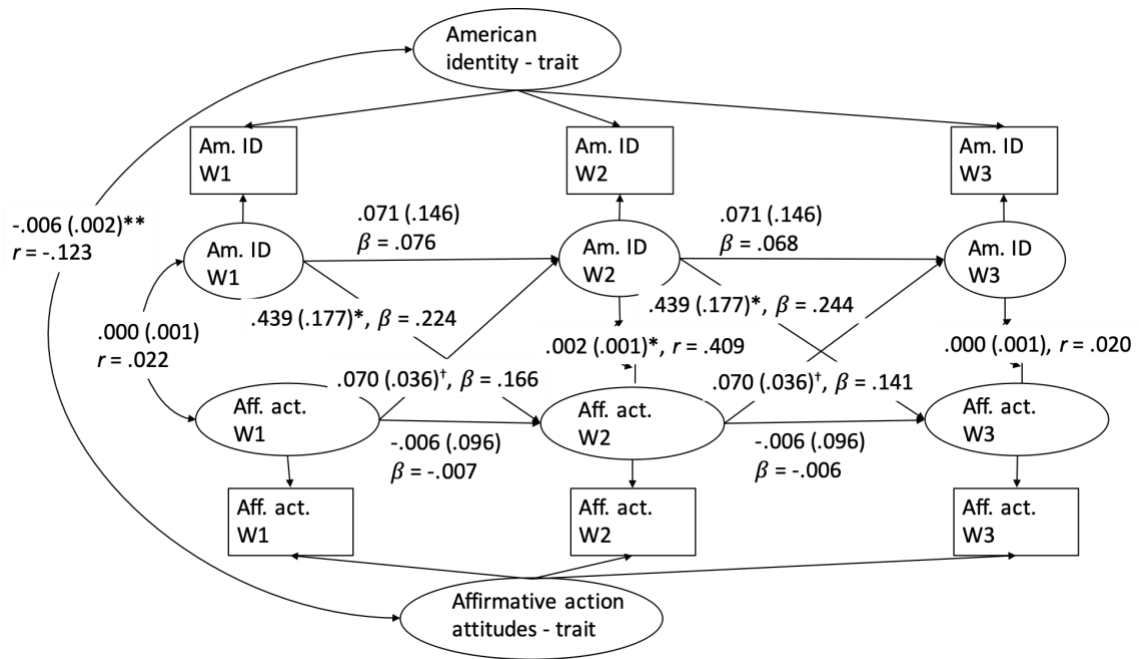 American
identity - trait
Am. ID
W1
Am. ID
W2
Am. ID
W3
-.006 (.002)**
r = -.123
.071 (.146)
β = .076
.071 (.146)
β = .068
Am. ID
W1
Am. ID
W2
Am. ID
W3
.000 (.001)
r = .022
.439 (.177)*, β = .224
.439 (.177)*, β = .244
.002 (.001)*, r = .409
.000 (.001), r = .020
.070 (.036)†, β = .166
.070 (.036)†, β = .141
Aff. act.
W1
Aff. act.
W2
Aff. act.
W3
-.006 (.096)
β = -.007
-.006 (.096)
β = -.006
Aff. act.
W1
Aff. act.
W2
Aff. act.
W3
Affirmative action
attitudes - trait